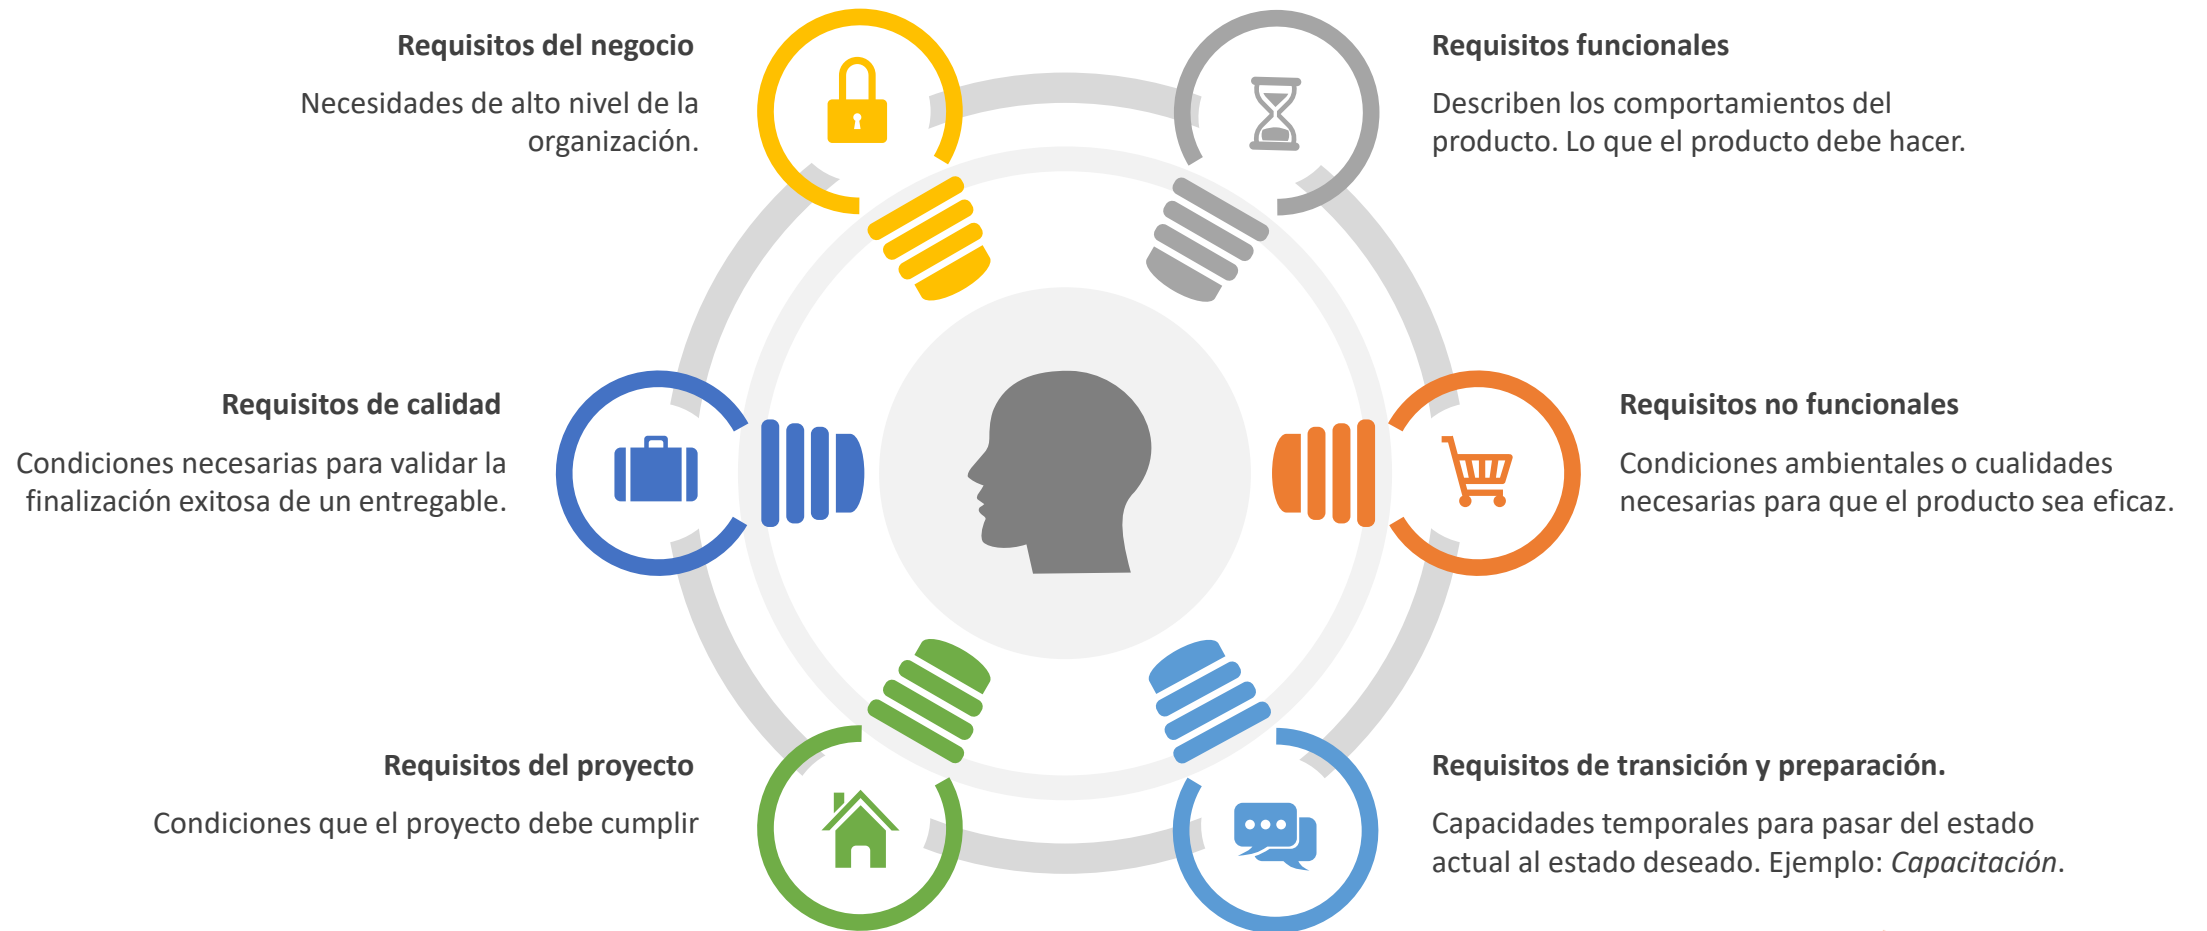 Requisitos del negocio
Necesidades de alto nivel de la
organización.
Requisitos funcionales
Describen los comportamientos del
producto. Lo que el producto debe hacer.
Requisitos de calidad
Condiciones necesarias para validar la
finalización exitosa de un entregable.
Requisitos no funcionales
Condiciones ambientales o cualidades
necesarias para que el producto sea eficaz.
Requisitos del proyecto
Condiciones que el proyecto debe cumplir
Requisitos de transición y preparación.
Capacidades temporales para pasar del estado
actual al estado deseado. Ejemplo: Capacitación.